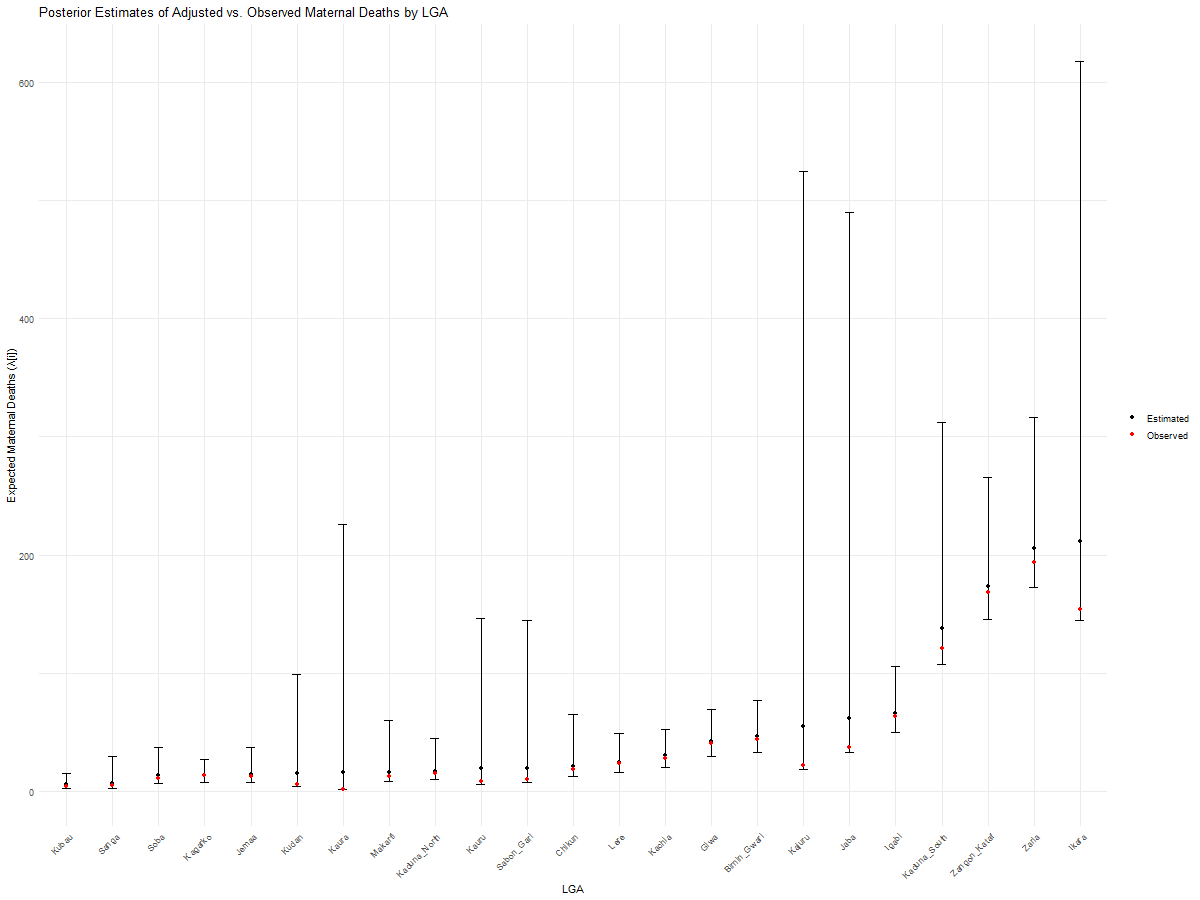 Posterior Estimates of Adjusted vs. Observed Maternal Deaths by LGA
600
400
200
0
Expected Maternal Deaths (λ[i])
Estimated
Observed
Kubau
Sanga
Soba
Kagarko
Jemaa
Kudan
Kaura
Makarfi
Kaduna_North
Kauru
Sabon_Gari
Chikun
Lere
Kachia
Giwa
Birnin_Gwari
Kajuru
Jaba
Igabi
Kaduna_South
Zangon_Kataf
Zaria
Ikara
LGA